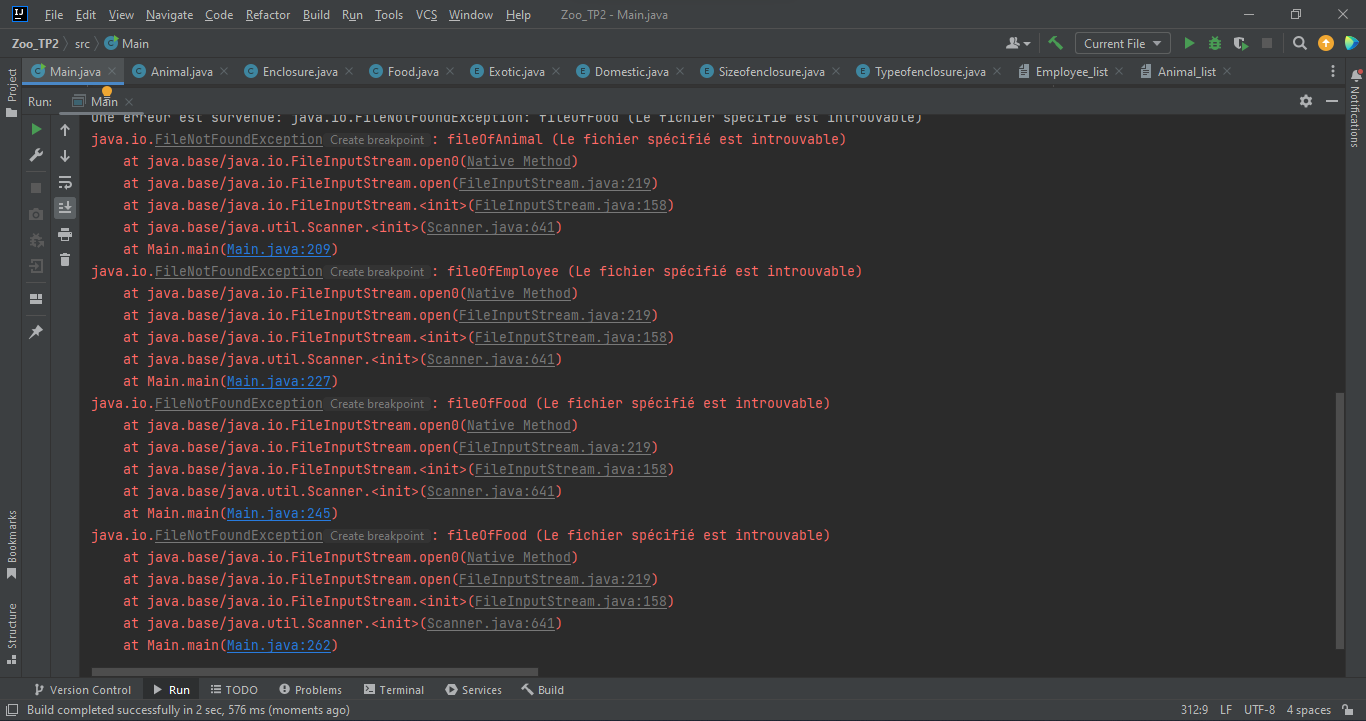 File Edit View Navigate Code Refactor Build Run Tools VCS Window Help Zoo_TP2 - Main.java
Zoo_TP2 src Main Current File
Main.java Animal.java Enclosure.java Food.java Exotic.java Domestic.java Sizeofenclosure.java Typeofenclosure.java Employee_list Animal_list
Run: Main
Une erreur est survenue: java.io.FileNotFoundException: fileOfFood (Le fichier spécifié est introuvable)
java.io.FileNotFoundException Create breakpoint : fileOfAnimal (Le fichier spécifié est introuvable)
at java.base/java.io.FileInputStream.open0(Native Method)
at java.base/java.io.FileInputStream.open(FileInputStream.java:219)
at java.base/java.io.FileInputStream.<init>(FileInputStream.java:158)
at java.base/java.util.Scanner.<init>(Scanner.java:641)
at Main.main(Main.java:209)
java.io.FileNotFoundException Create breakpoint : fileOfEmployee (Le fichier spécifié est introuvable)
at java.base/java.io.FileInputStream.open0(Native Method)
at java.base/java.io.FileInputStream.open(FileInputStream.java:219)
at java.base/java.io.FileInputStream.<init>(FileInputStream.java:158)
at java.base/java.util.Scanner.<init>(Scanner.java:641)
at Main.main(Main.java:227)
java.io.FileNotFoundException Create breakpoint : fileOfFood (Le fichier spécifié est introuvable)
at java.base/java.io.FileInputStream.open0(Native Method)
at java.base/java.io.FileInputStream.open(FileInputStream.java:219)
at java.base/java.io.FileInputStream.<init>(FileInputStream.java:158)
at java.base/java.util.Scanner.<init>(Scanner.java:641)
at Main.main(Main.java:245)
java.io.FileNotFoundException Create breakpoint : fileOfFood (Le fichier spécifié est introuvable)
at java.base/java.io.FileInputStream.open0(Native Method)
at java.base/java.io.FileInputStream.open(FileInputStream.java:219)
at java.base/java.io.FileInputStream.<init>(FileInputStream.java:158)
at java.base/java.util.Scanner.<init>(Scanner.java:641)
at Main.main(Main.java:262)
Project
Bookmarks
Structure
Notifications
Version Control Run TODO Problems Terminal Services Build
Build completed successfully in 2 sec, 576 ms (moments ago) 312:9 LF UTF-8 4 spaces